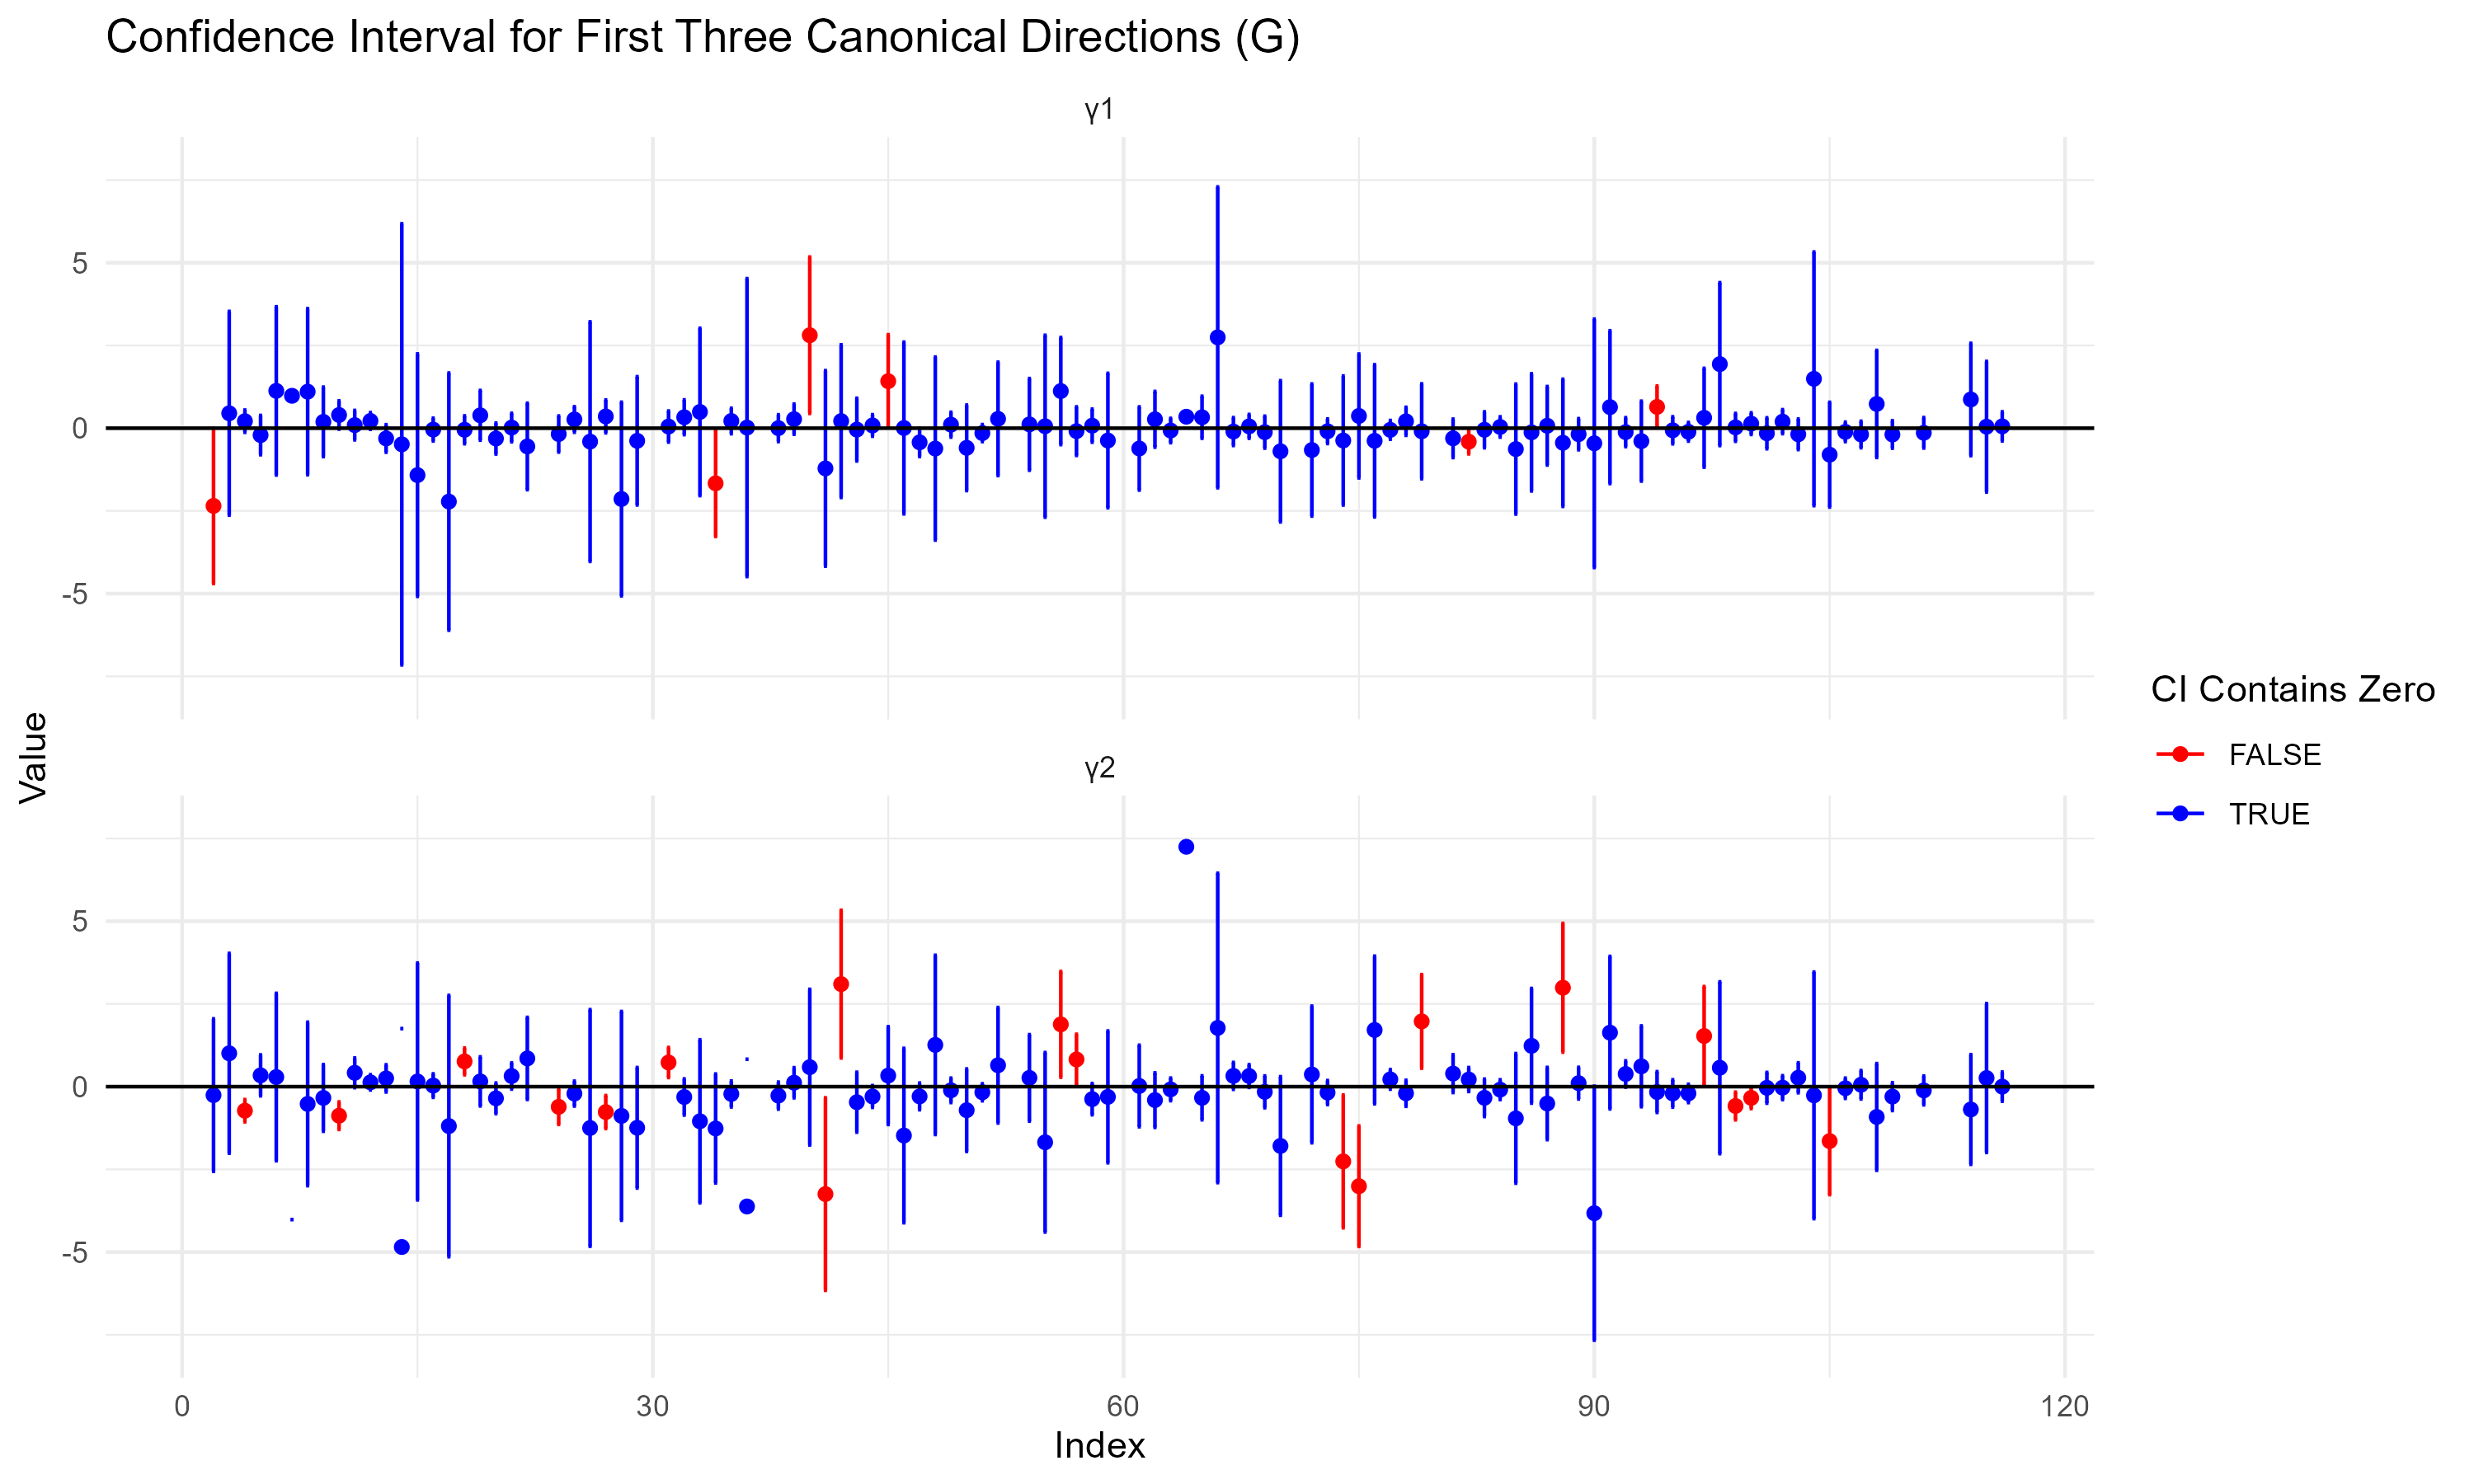 Confidence Interval for First Three Canonical Directions (G)
γ1
5
0
-5
Value
γ2
5
0
-5
0 30 60 90 120
Index
CI Contains Zero
FALSE
TRUE